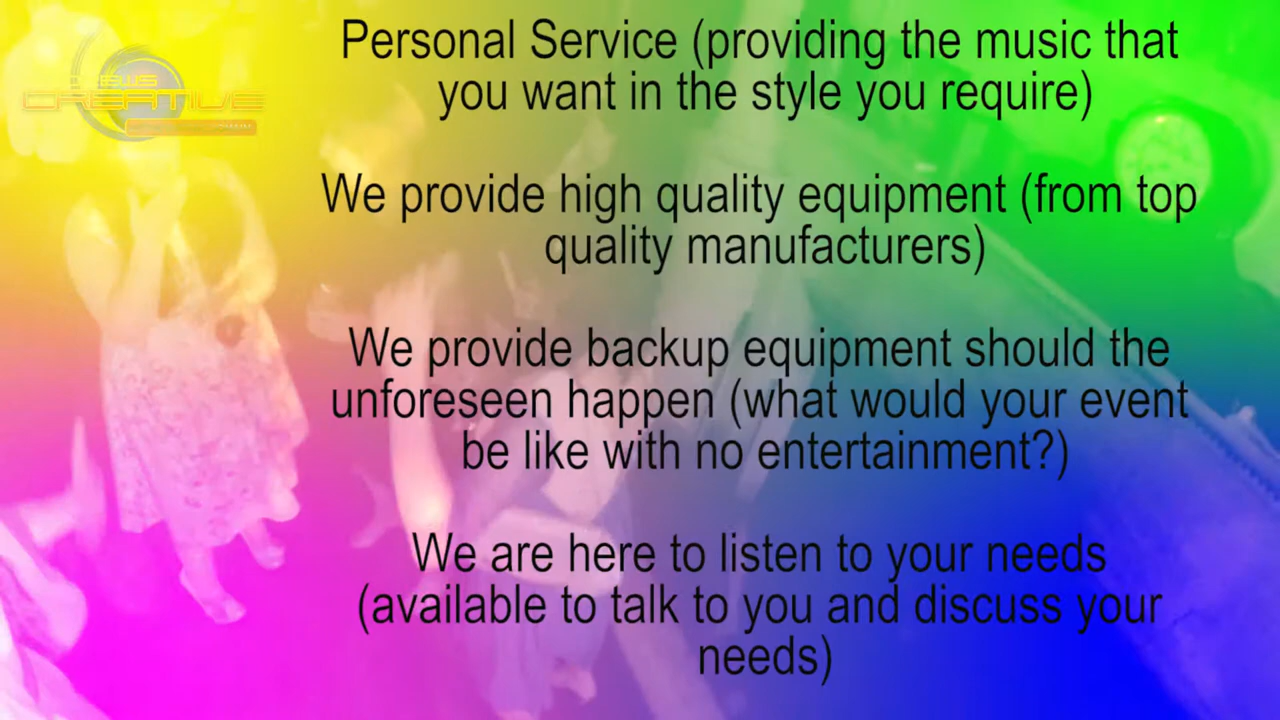 CREATIVE
Personal Service (providing the music that
you want in the style you require)
We provide high quality equipment (from top
quality manufacturers)
We provide backup equipment should the
unforeseen happen (what would your event
be like with no entertainment?)
We are here to listen to your needs
(available to talk to you and discuss your
needs)